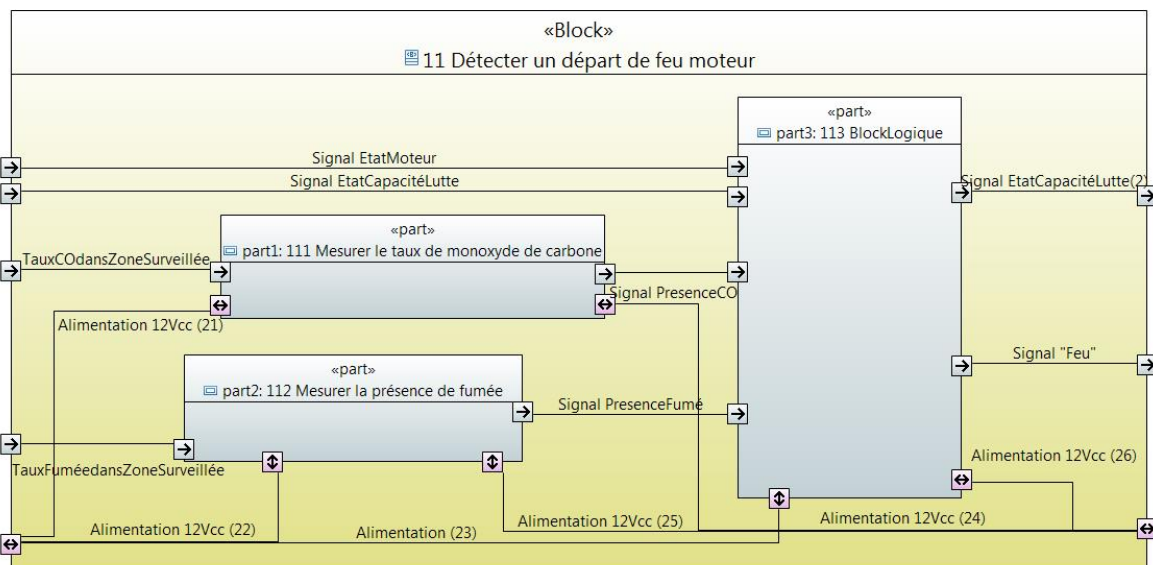 «Block»
11 Détecter un départ de feu moteur
«part»
part3: 113 BlockLogique
Signal EtatMoteur
Signal EtatCapacitéLutte
Signal EtatCapacitéLutte(2)
«part»
part1: 111 Mesurer le taux de monoxyde de carbone
TauxCOdansZoneSurveillée
Signal PresenceCO
Alimentation 12Vcc (21)
Signal "Feu"
«part»
part2: 112 Mesurer la présence de fumée
Signal PresenceFumé
TauxFuméedansZoneSurveillée
Alimentation 12Vcc (26)
Alimentation 12Vcc (22)
Alimentation (23)
Alimentation 12Vcc (25)
Alimentation 12Vcc (24)